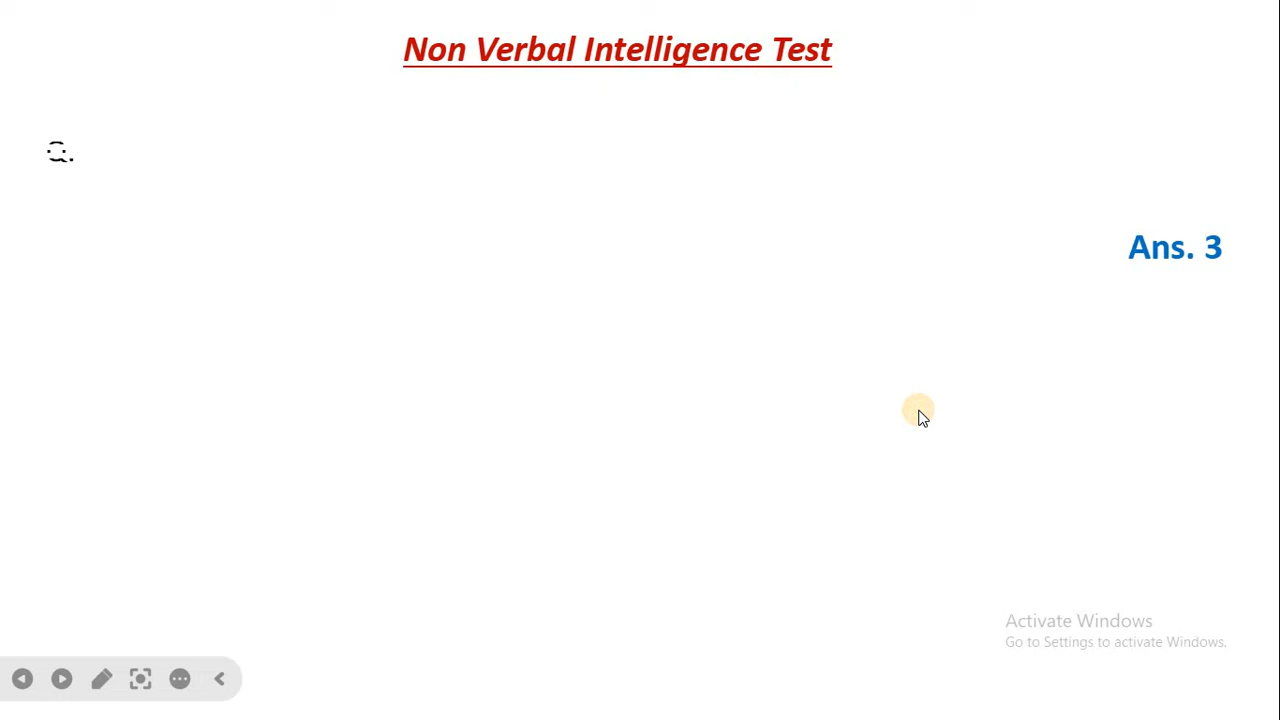 Non Verbal Intelligence Test
Q.
Ans. 3
Activate Windows
Go to Settings to activate Windows.